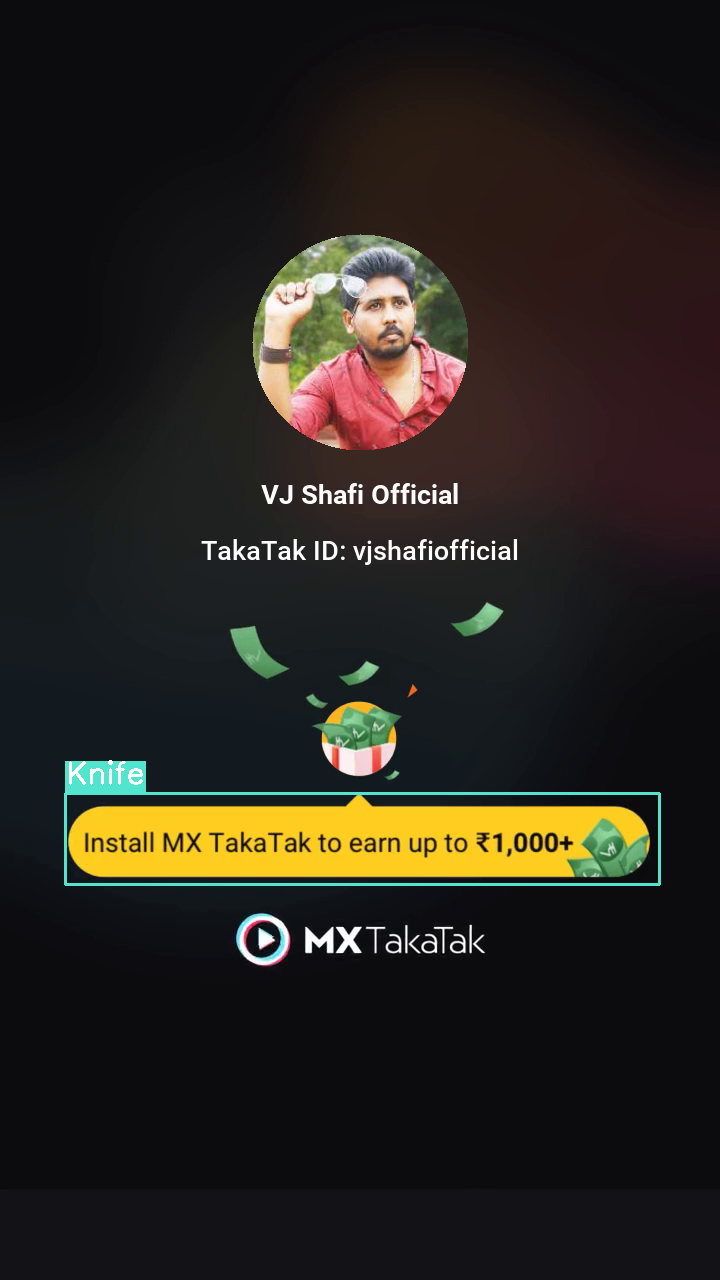 VJ Shafi Official
TakaTak ID: vjshafiofficial
Knife
Install MX TakaTak to earn up to ₹1,000+
MX TakaTak